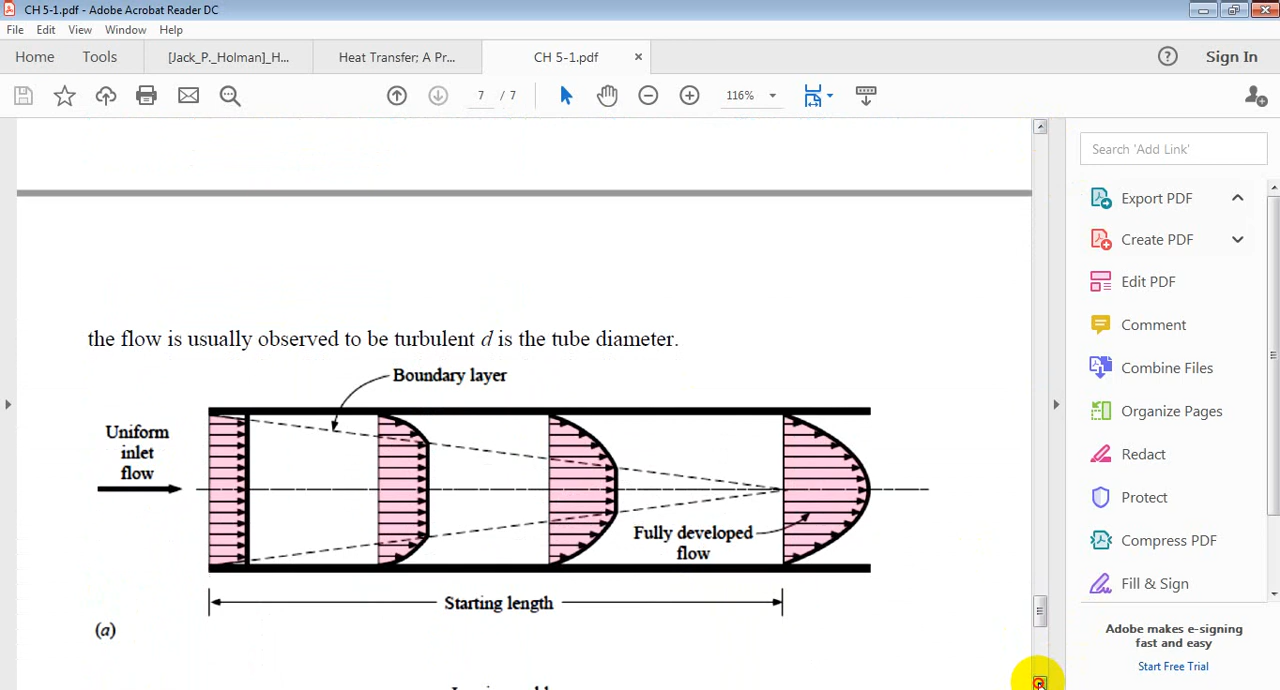 CH 5-1.pdf - Adobe Acrobat Reader DC
File Edit View Window Help
Home Tools [Jack_P._Holman]_H... Heat Transfer; A Pr... CH 5-1.pdf × ? Sign In
7 / 7 116%
Search 'Add Link'
Export PDF
Create PDF
Edit PDF
Comment
Combine Files
Organize Pages
Redact
Protect
Compress PDF
Fill & Sign
Adobe makes e-signing
fast and easy
Start Free Trial
the flow is usually observed to be turbulent d is the tube diameter.
Boundary layer
Uniform
inlet
flow
Fully developed
flow
Starting length
(a)